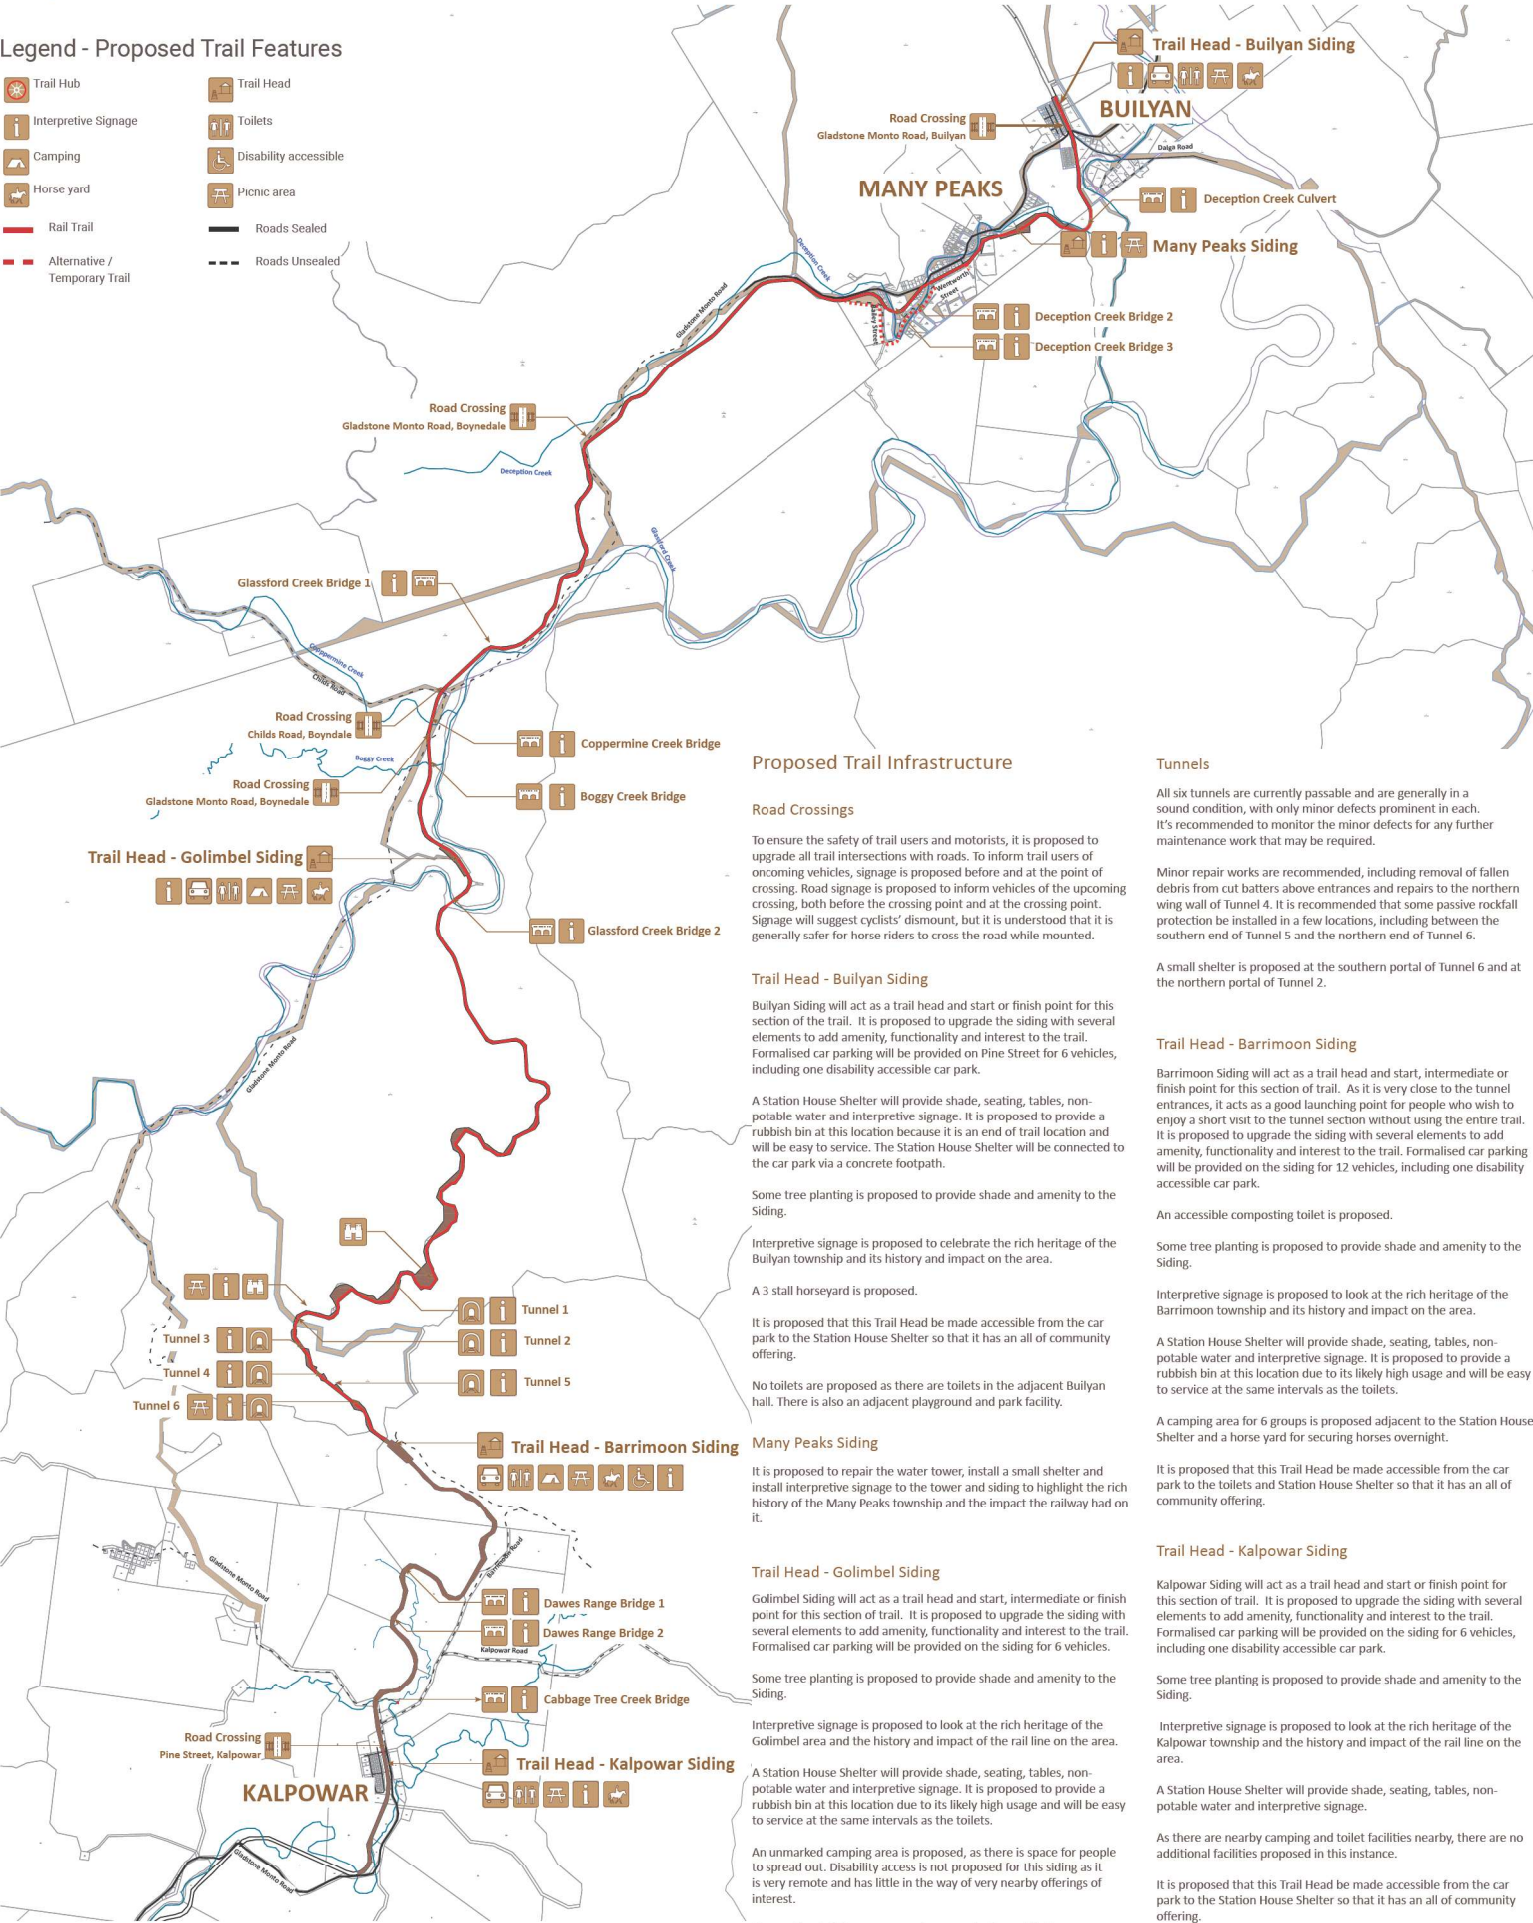 Legend - Proposed Trail Features
Trail Hub
Trail Head
Interpretive Signage
Toilets
Camping
Disability accessible
Horse yard
Picnic area
Rail Trail
Roads Sealed
Alternative /
Temporary Trail
Roads Unsealed
Trail Head - Builyan Siding
BUILYAN
Road Crossing
Gladstone Monto Road, Builyan
Dalga Road
MANY PEAKS
Deception Creek Culvert
Many Peaks Siding
Deception Creek
Wentworth
Street
Gladstone Monto Road
Street
Deception Creek Bridge 2
Deception Creek Bridge 3
Road Crossing
Gladstone Monto Road, Boynedale
Deception Creek
Glassford Creek
Glassford Creek Bridge 1
Coppermine Creek
Childs Road
Road Crossing
Childs Road, Boyndale
Coppermine Creek Bridge
Boggy Creek
Road Crossing
Gladstone Monto Road, Boynedale
Boggy Creek Bridge
Trail Head - Golimbel Siding
Glassford Creek Bridge 2
Gladstone Monto Road
Tunnel 1
Tunnel 3
Tunnel 2
Tunnel 4
Tunnel 5
Tunnel 6
Trail Head - Barrimoon Siding
Barrimoon Road
Gladstone Monto Road
Dawes Range Bridge 1
Dawes Range Bridge 2
Kalpowar Road
Cabbage Tree Creek Bridge
Road Crossing
Pine Street, Kalpowar
Trail Head - Kalpowar Siding
KALPOWAR
Gladstone Monto Road
Proposed Trail Infrastructure
Road Crossings
To ensure the safety of trail users and motorists, it is proposed to
upgrade all trail intersections with roads. To inform trail users of
oncoming vehicles, signage is proposed before and at the point of
crossing. Road signage is proposed to inform vehicles of the upcoming
crossing, both before the crossing point and at the crossing point.
Signage will suggest cyclists' dismount, but it is understood that it is
generally safer for horse riders to cross the road while mounted.
Trail Head - Builyan Siding
Builyan Siding will act as a trail head and start or finish point for this
section of the trail. It is proposed to upgrade the siding with several
elements to add amenity, functionality and interest to the trail.
Formalised car parking will be provided on Pine Street for 6 vehicles,
including one disability accessible car park.
A Station House Shelter will provide shade, seating, tables, non-
potable water and interpretive signage. It is proposed to provide a
rubbish bin at this location because it is an end of trail location and
will be easy to service. The Station House Shelter will be connected to
the car park via a concrete footpath.
Some tree planting is proposed to provide shade and amenity to the
Siding.
Interpretive signage is proposed to celebrate the rich heritage of the
Builyan township and its history and impact on the area.
A 3 stall horseyard is proposed.
It is proposed that this Trail Head be made accessible from the car
park to the Station House Shelter so that it has an all of community
offering.
No toilets are proposed as there are toilets in the adjacent Builyan
hall. There is also an adjacent playground and park facility.
Many Peaks Siding
It is proposed to repair the water tower, install a small shelter and
install interpretive signage to the tower and siding to highlight the rich
history of the Many Peaks township and the impact the railway had on
it.
Trail Head - Golimbel Siding
Golimbel Siding will act as a trail head and start, intermediate or finish
point for this section of trail. It is proposed to upgrade the siding with
several elements to add amenity, functionality and interest to the trail.
Formalised car parking will be provided on the siding for 6 vehicles.
Some tree planting is proposed to provide shade and amenity to the
Siding.
Interpretive signage is proposed to look at the rich heritage of the
Golimbel area and the history and impact of the rail line on the area.
A Station House Shelter will provide shade, seating, tables, non-
potable water and interpretive signage. It is proposed to provide a
rubbish bin at this location due to its likely high usage and will be easy
to service at the same intervals as the toilets.
An unmarked camping area is proposed, as there is space for people
to spread out. Disability access is not proposed for this siding as it
is very remote and has little in the way of very nearby offerings of
interest.
Tunnels
All six tunnels are currently passable and are generally in a
sound condition, with only minor defects prominent in each.
It's recommended to monitor the minor defects for any further
maintenance work that may be required.
Minor repair works are recommended, including removal of fallen
debris from cut batters above entrances and repairs to the northern
wing wall of Tunnel 4. It is recommended that some passive rockfall
protection be installed in a few locations, including between the
southern end of Tunnel 5 and the northern end of Tunnel 6.
A small shelter is proposed at the southern portal of Tunnel 6 and at
the northern portal of Tunnel 2.
Trail Head - Barrimoon Siding
Barrimoon Siding will act as a trail head and start, intermediate or
finish point for this section of trail. As it is very close to the tunnel
entrances, it acts as a good launching point for people who wish to
enjoy a short visit to the tunnel section without using the entire trail.
It is proposed to upgrade the siding with several elements to add
amenity, functionality and interest to the trail. Formalised car parking
will be provided on the siding for 12 vehicles, including one disability
accessible car park.
An accessible composting toilet is proposed.
Some tree planting is proposed to provide shade and amenity to the
Siding.
Interpretive signage is proposed to look at the rich heritage of the
Barrimoon township and its history and impact on the area.
A Station House Shelter will provide shade, seating, tables, non-
potable water and interpretive signage. It is proposed to provide a
rubbish bin at this location due to its likely high usage and will be easy
to service at the same intervals as the toilets.
A camping area for 6 groups is proposed adjacent to the Station House
Shelter and a horse yard for securing horses overnight.
It is proposed that this Trail Head be made accessible from the car
park to the toilets and Station House Shelter so that it has an all of
community offering.
Trail Head - Kalpowar Siding
Kalpowar Siding will act as a trail head and start or finish point for
this section of trail. It is proposed to upgrade the siding with several
elements to add amenity, functionality and interest to the trail.
Formalised car parking will be provided on the siding for 6 vehicles,
including one disability accessible car park.
Some tree planting is proposed to provide shade and amenity to the
Siding.
Interpretive signage is proposed to look at the rich heritage of the
Kalpowar township and the history and impact of the rail line on the
area.
A Station House Shelter will provide shade, seating, tables, non-
potable water and interpretive signage.
As there are nearby camping and toilet facilities nearby, there are no
additional facilities proposed in this instance.
It is proposed that this Trail Head be made accessible from the car
park to the Station House Shelter so that it has an all of community
offering.